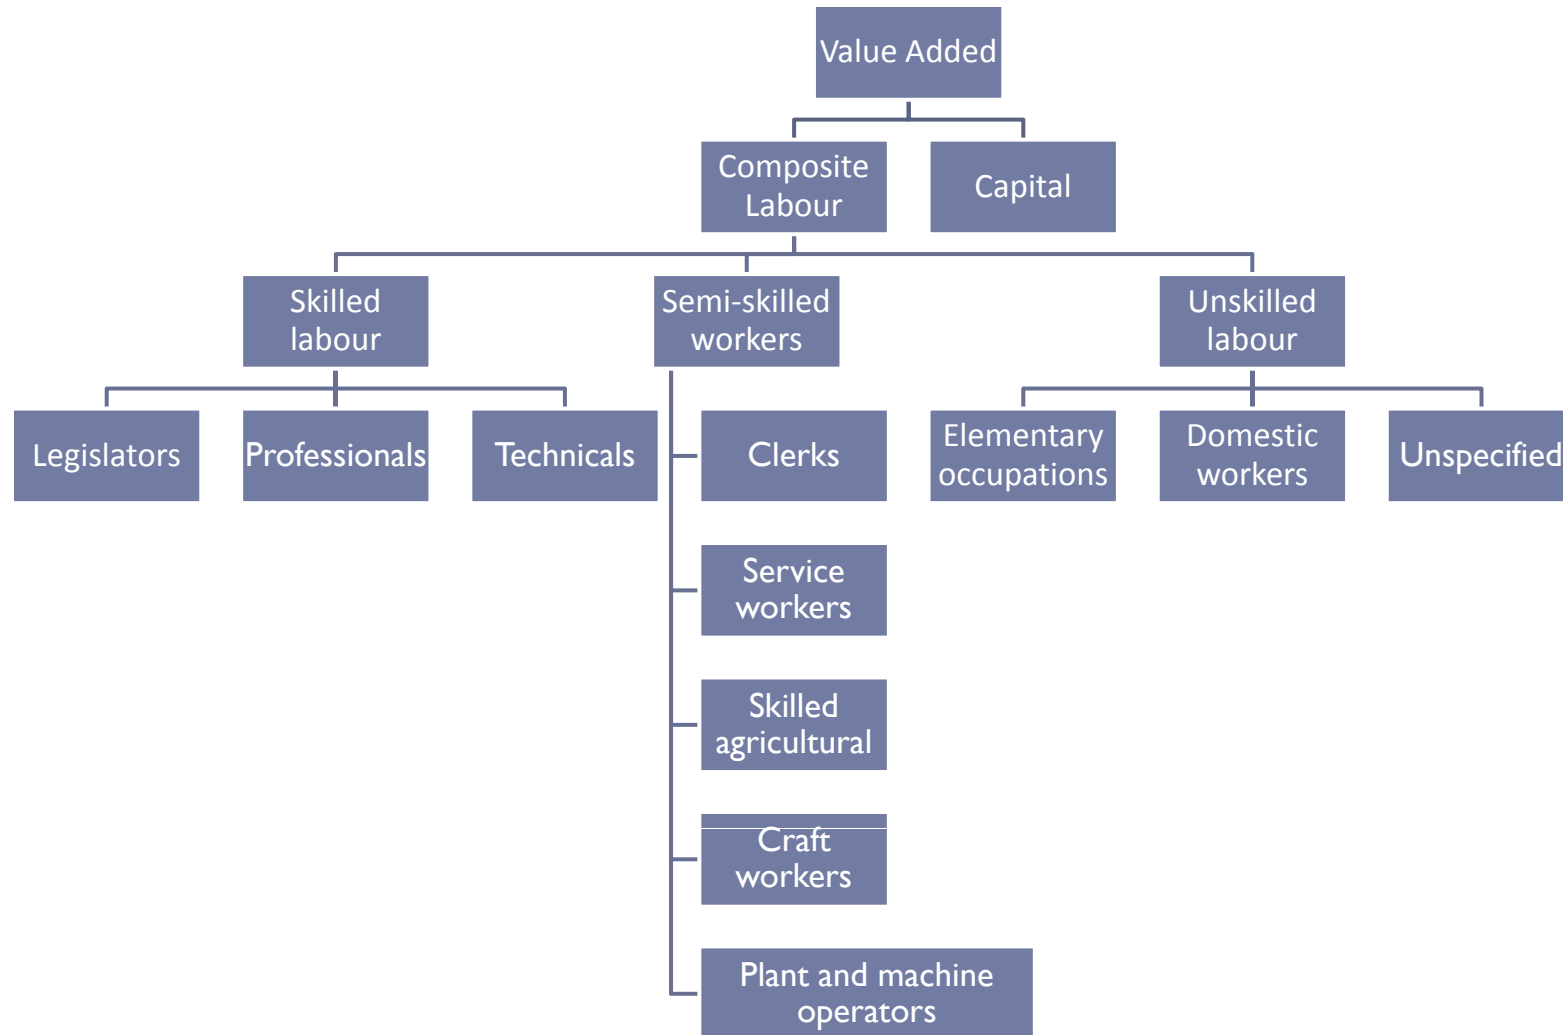 Value Added
Composite
Labour
Capital
Skilled
labour
Semi-skilled
workers
Unskilled
labour
Legislators
Professionals
Technicals
Clerks
Elementary
occupations
Domestic
workers
Unspecified
Service
workers
Skilled
agricultural
Craft
workers
Plant and machine
operators